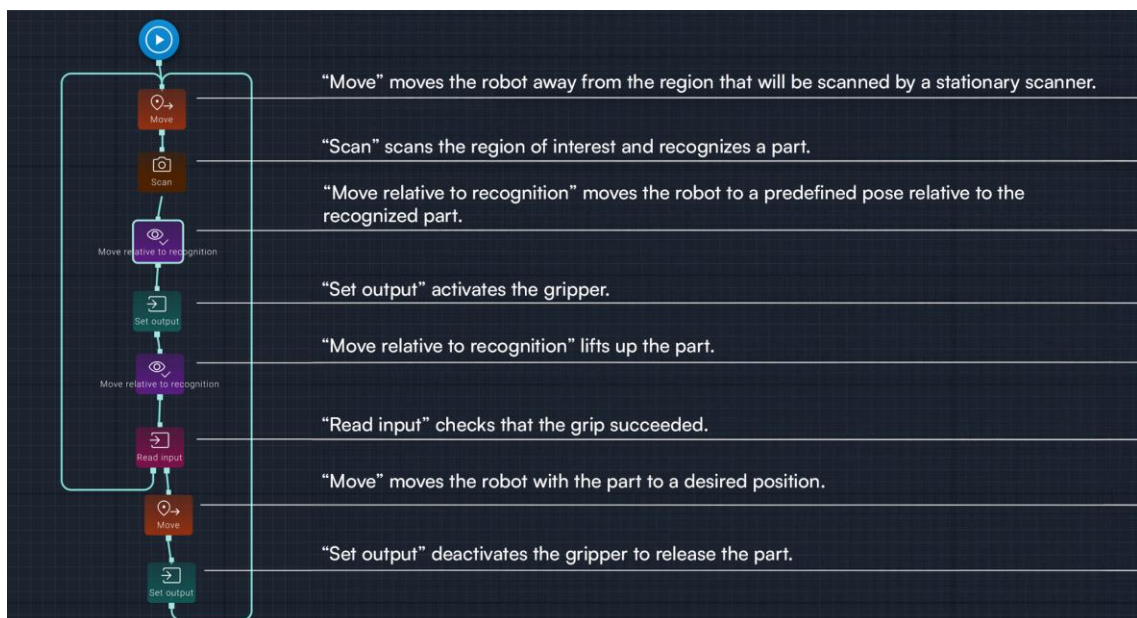 “Move” moves the robot away from the region that will be scanned by a stationary scanner.
Move
“Scan” scans the region of interest and recognizes a part.
Scan
“Move relative to recognition” moves the robot to a predefined pose relative to the
recognized part.
Move relative to recognition
“Set output” activates the gripper.
Set output
“Move relative to recognition” lifts up the part.
Move relative to recognition
“Read input” checks that the grip succeeded.
Read input
“Move” moves the robot with the part to a desired position.
Move
“Set output” deactivates the gripper to release the part.
Set output